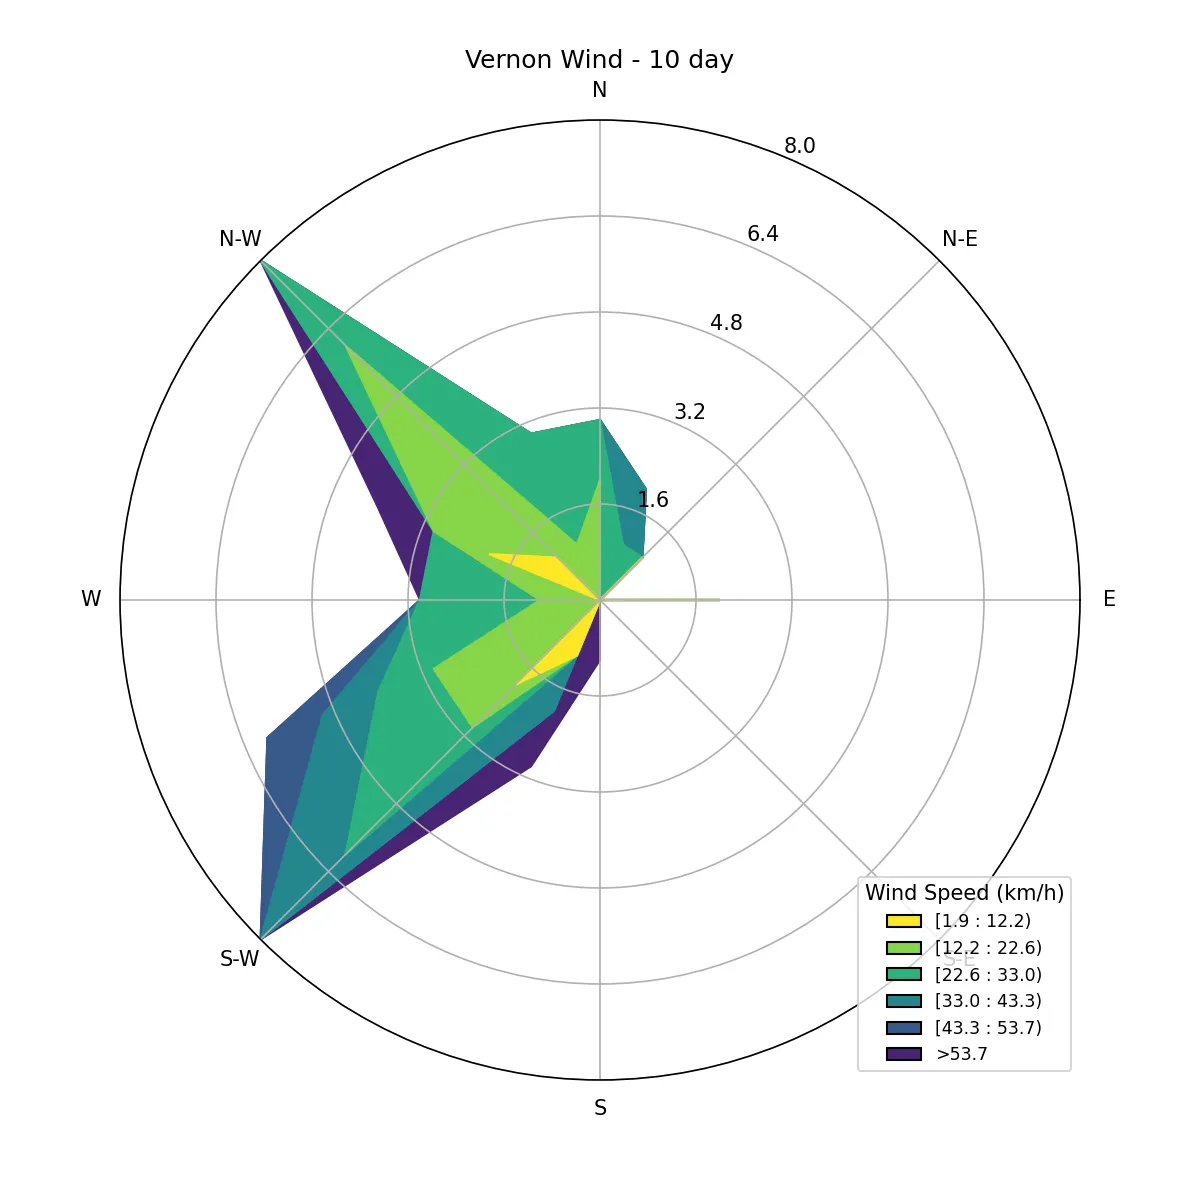 Vernon Wind - 10 day
N
8.0
N-W
6.4
N-E
4.8
3.2
1.6
W
E
Wind Speed (km/h)
[1.9 : 12.2)
[12.2 : 22.6)
S-W
S-E
[22.6 : 33.0)
[33.0 : 43.3)
[43.3 : 53.7)
>53.7
S